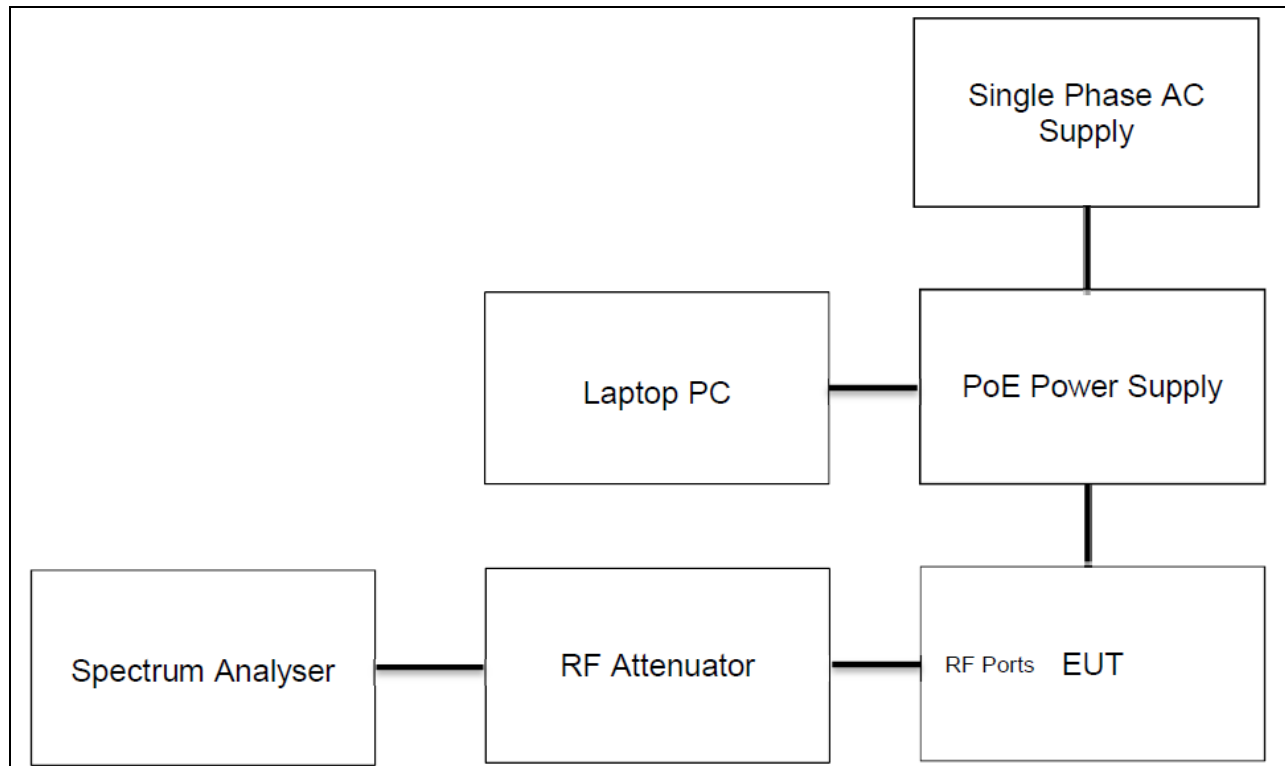 Single Phase AC
Supply
Laptop PC
PoE Power Supply
Spectrum Analyser
RF Attenuator
RF Ports EUT